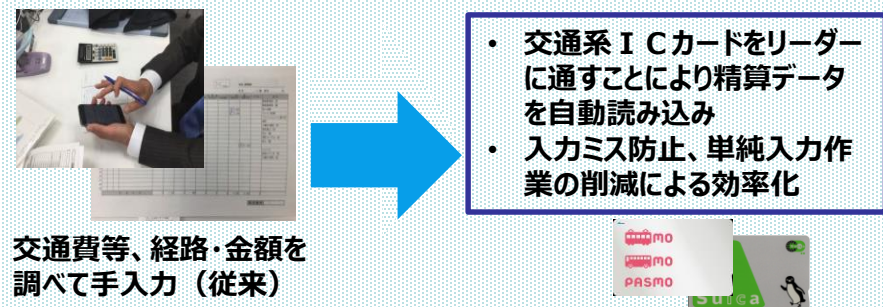 • 交通系ＩＣカードをリーダー
に通すことにより精算データ
を自動読み込み
• 入力ミス防止、単純入力作
業の削減による効率化
交通費等、経路・金額を
調べて手入力（従来）
mo
mo
PASMO
Suica